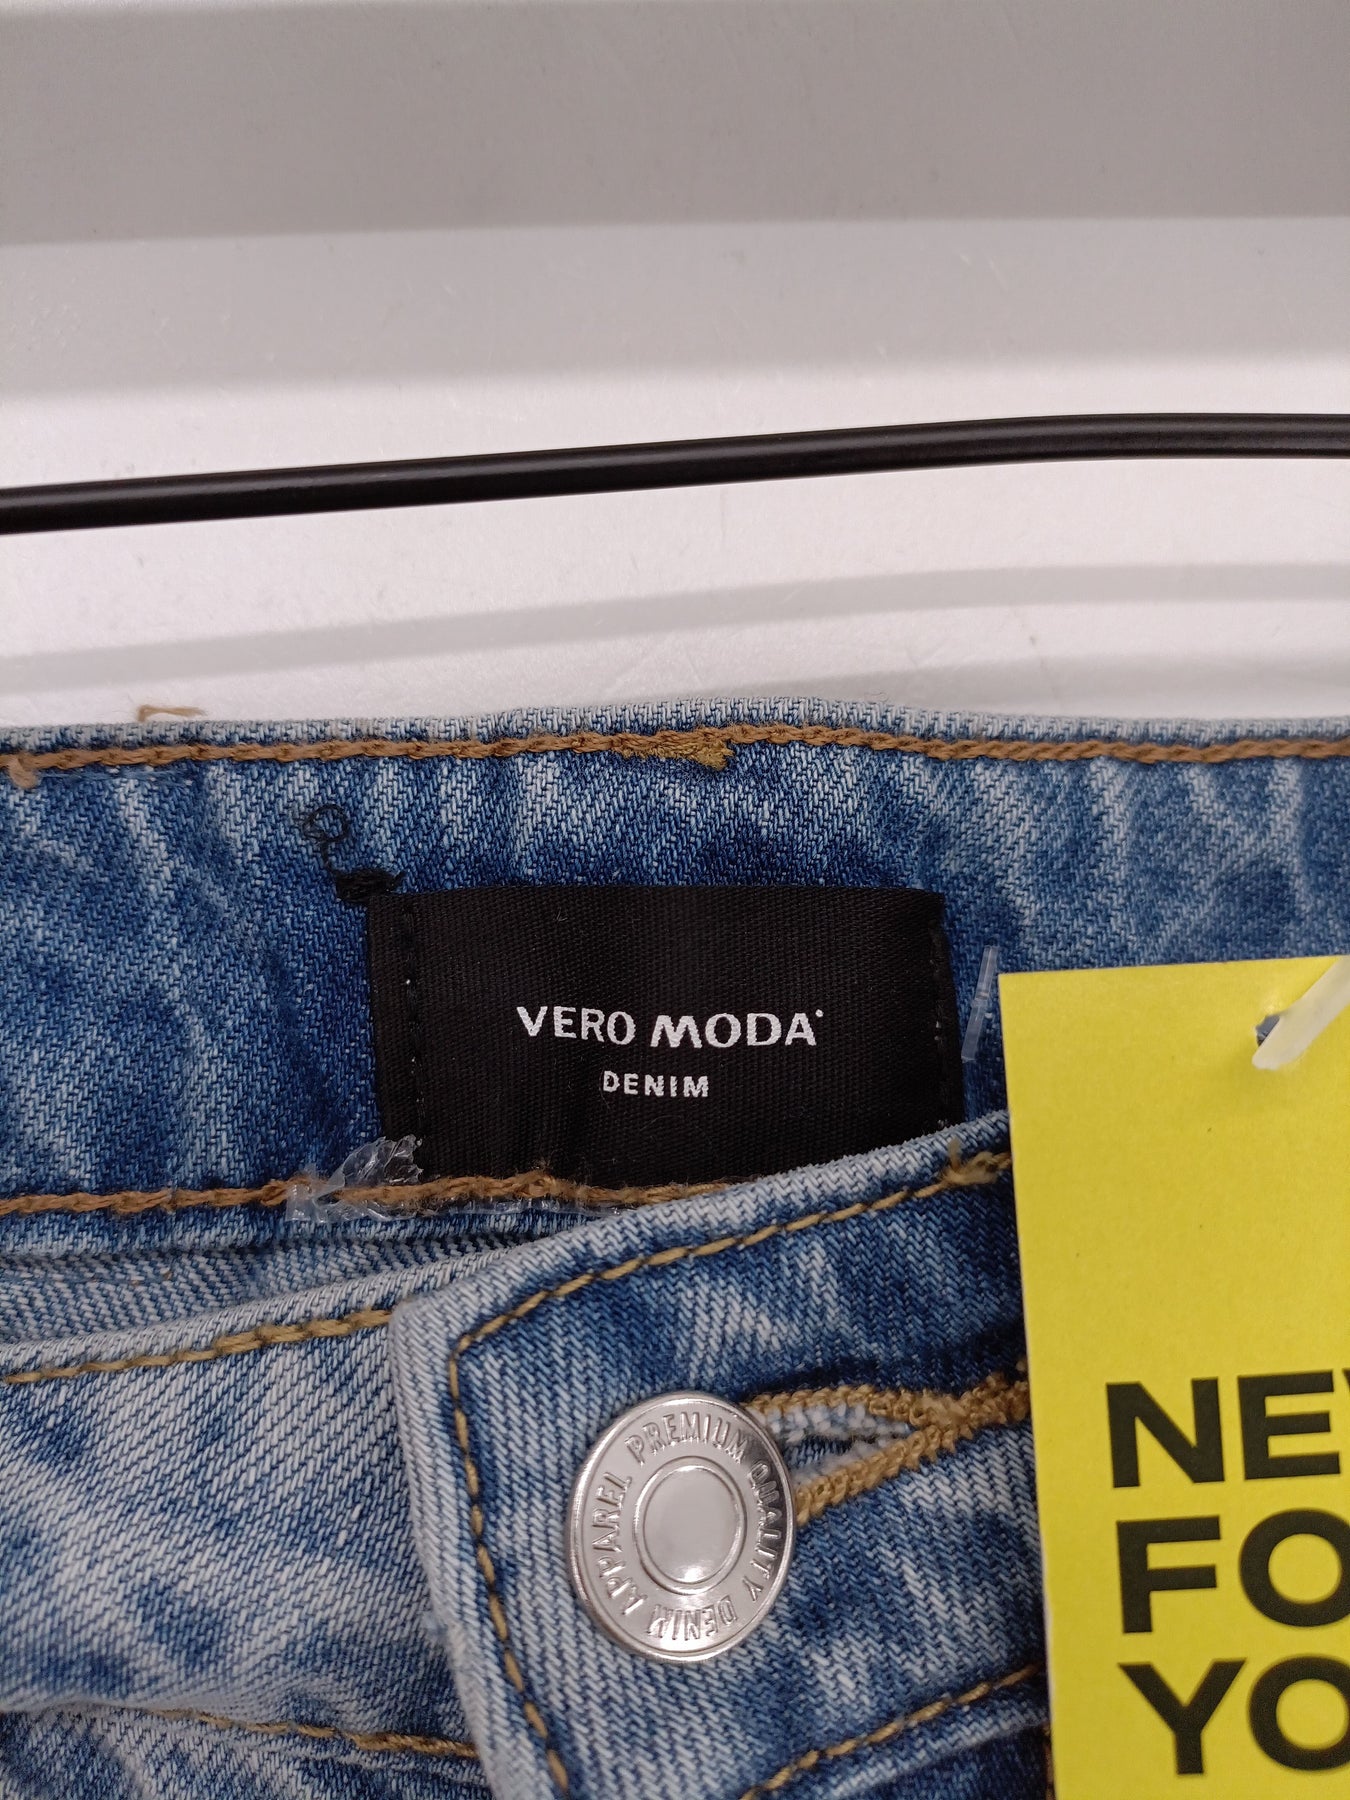 VERO MODA
DENIM
PREMIUM QUALITY DENIM APPAREL
NE
FO
YO